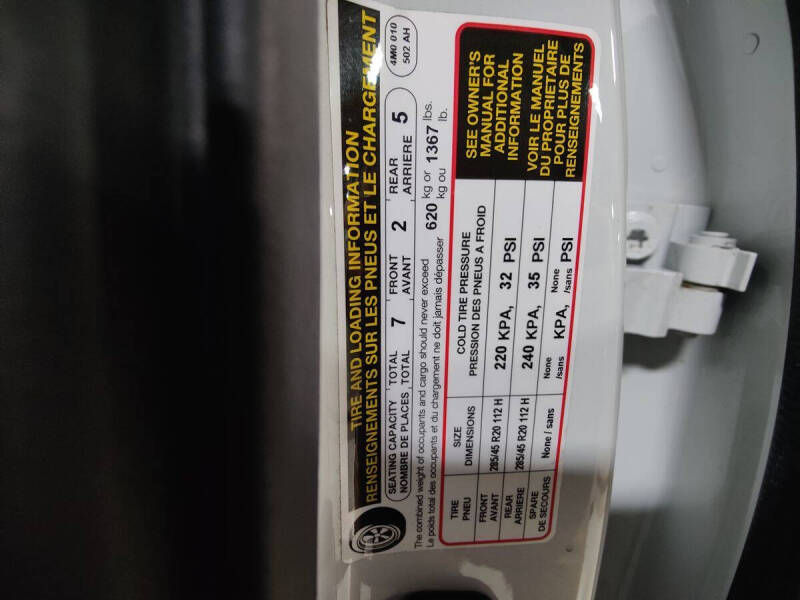 TIRE AND LOADING INFORMATION
RENSEIGNEMENTS SUR LES PNEUS ET LE CHARGEMENT
4M0 010
502 AH
SEATING CAPACITY TOTAL 7 FRONT 2 REAR 5
NOMBRE DE PLACES TOTAL AVANT ARRIERE
The combined weight of occupants and cargo should never exceed 620 kg or 1367 lbs.
Le poids total des occupants et du chargement ne doit jamais dépasser kg ou lb.
TIRE SIZE COLD TIRE PRESSURE
PNEU DIMENSIONS PRESSION DES PNEUS A FROID
FRONT
AVANT 285/45 R20 112 H 220 KPA, 32 PSI
REAR
ARRIERE 285/45 R20 112 H 240 KPA, 35 PSI
SPARE
DE SECOURS None / sans None /sans KPA, None /sans PSI
SEE OWNER'S
MANUAL FOR
ADDITIONAL
INFORMATION
VOIR LE MANUEL
DU PROPRIETAIRE
POUR PLUS DE
RENSEIGNEMENTS